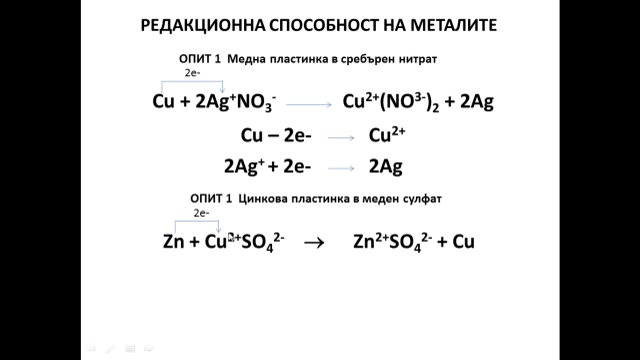 РЕДАКЦИОННА СПОСОБНОСТ НА МЕТАЛИТЕ
ОПИТ 1 Медна пластинка в сребърен нитрат
2e-
Cu + 2Ag⁺NO₃⁻ → Cu²⁺(NO³⁻)₂ + 2Ag
Cu – 2e- → Cu²⁺
2Ag⁺ + 2e- → 2Ag
ОПИТ 1 Цинкова пластинка в меден сулфат
2e-
Zn + Cu²⁺SO₄²⁻ → Zn²⁺SO₄²⁻ + Cu